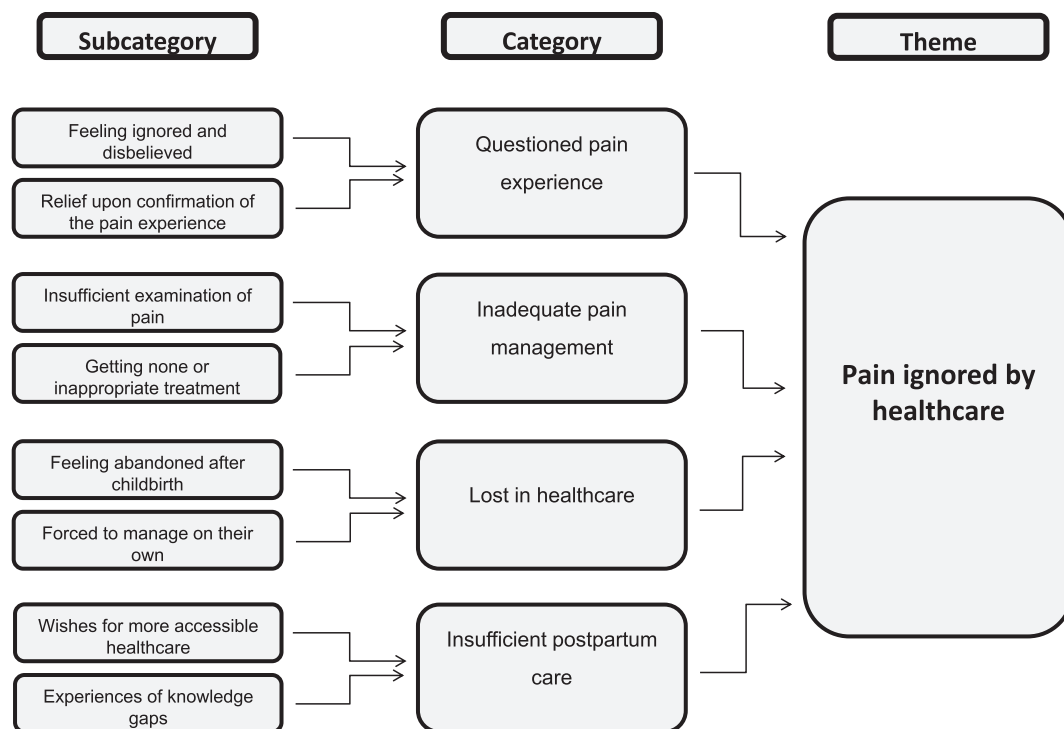 Subcategory
Category
Theme
Feeling ignored and
disbelieved
Relief upon confirmation of
the pain experience
Questioned pain
experience
Insufficient examination of
pain
Getting none or
inappropriate treatment
Inadequate pain
management
Feeling abandoned after
childbirth
Forced to manage on their
own
Lost in healthcare
Wishes for more accessible
healthcare
Experiences of knowledge
gaps
Insufficient postpartum
care
Pain ignored by
healthcare